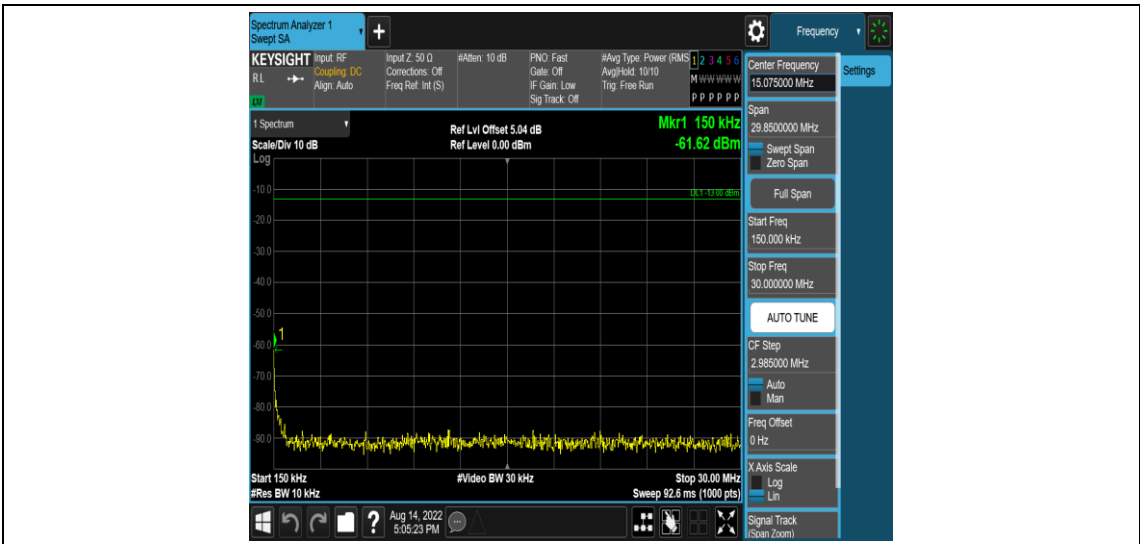 Spectrum Analyzer 1
Swept SA
+
Frequency
KEYSIGHT
RL
LXI
Input: RF
Coupling: DC
Align: Auto
Input Z: 50 Ω
Corrections: Off
Freq Ref: Int (S)
#Atten: 10 dB
PNO: Fast
Gate: Off
IF Gain: Low
Sig Track: Off
#Avg Type: Power (RMS
Avg|Hold: 10/10
Trig: Free Run
1 2 3 4 5 6
M W W W W W
P P P P P P
1 Spectrum
Scale/Div 10 dB
Log
Ref Lvl Offset 5.04 dB
Ref Level 0.00 dBm
Mkr1 150 kHz
-61.62 dBm
DL1 -13.00 dBm
-10.0
-20.0
-30.0
-40.0
-50.0
1
-60.0
-70.0
-80.0
-90.0
Start 150 kHz
#Res BW 10 kHz
#Video BW 30 kHz
Stop 30.00 MHz
Sweep 92.6 ms (1000 pts)
?
Aug 14, 2022
5:05:23 PM
Center Frequency
15.075000 MHz
Settings
Span
29.8500000 MHz
Swept Span
Zero Span
Full Span
Start Freq
150.000 kHz
Stop Freq
30.000000 MHz
AUTO TUNE
CF Step
2.985000 MHz
Auto
Man
Freq Offset
0 Hz
X Axis Scale
Log
Lin
Signal Track
(Span Zoom)